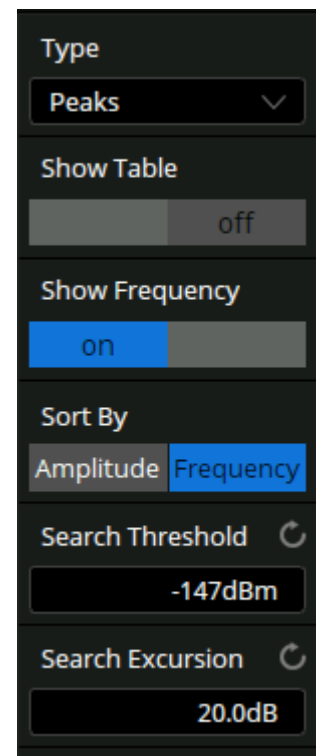 Type
Peaks
Show Table
off
Show Frequency
on
Sort By
Amplitude Frequency
Search Threshold
-147dBm
Search Excursion
20.0dB